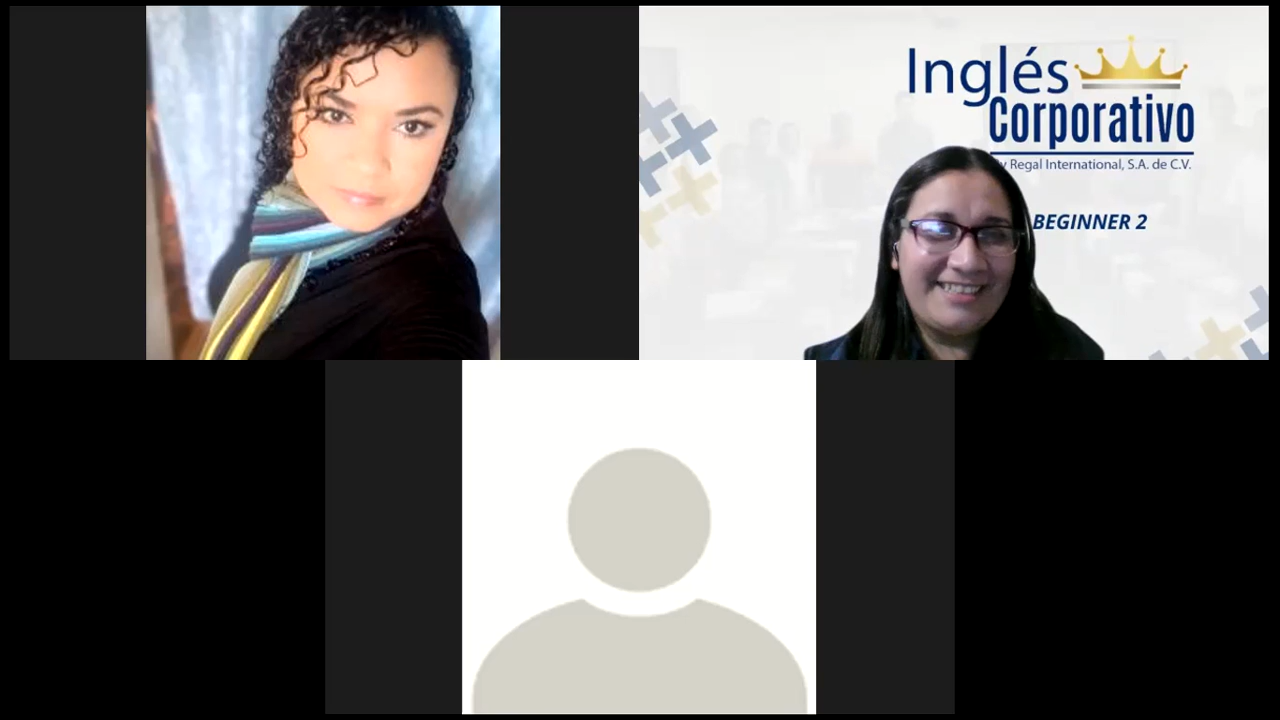 Inglés
Corporativo
y Regal International, S.A. de C.V.
BEGINNER 2